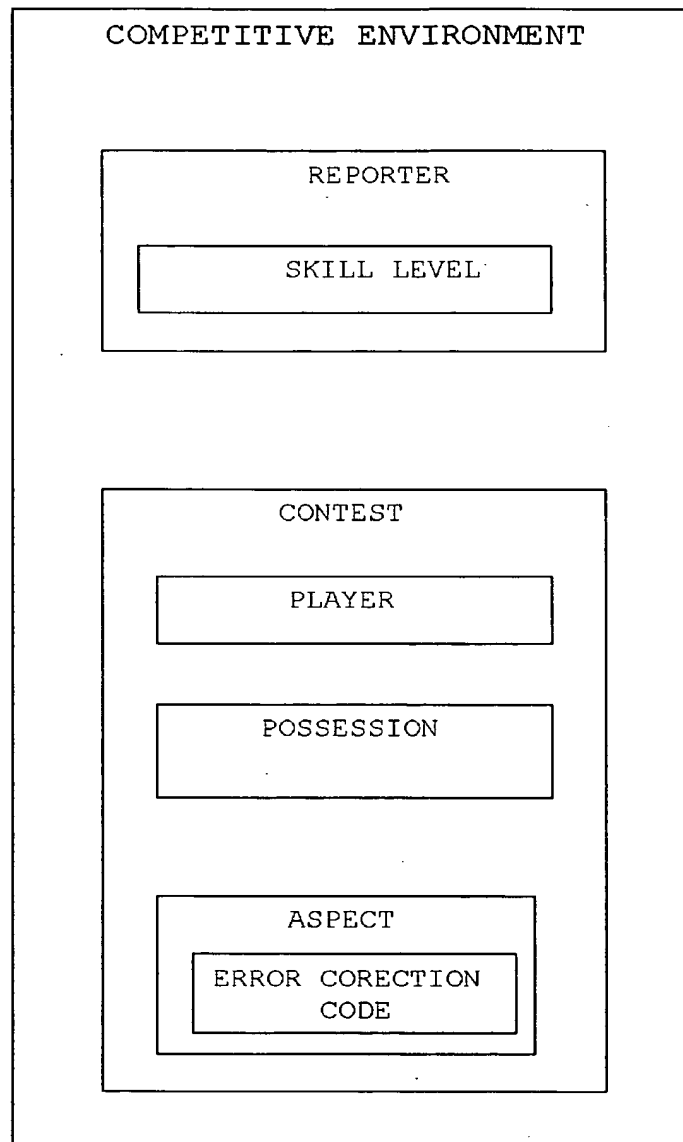 COMPETITIVE ENVIRONMENT
REPORTER
SKILL LEVEL
CONTEST
PLAYER
POSSESSION
ASPECT
ERROR CORECTION
CODE